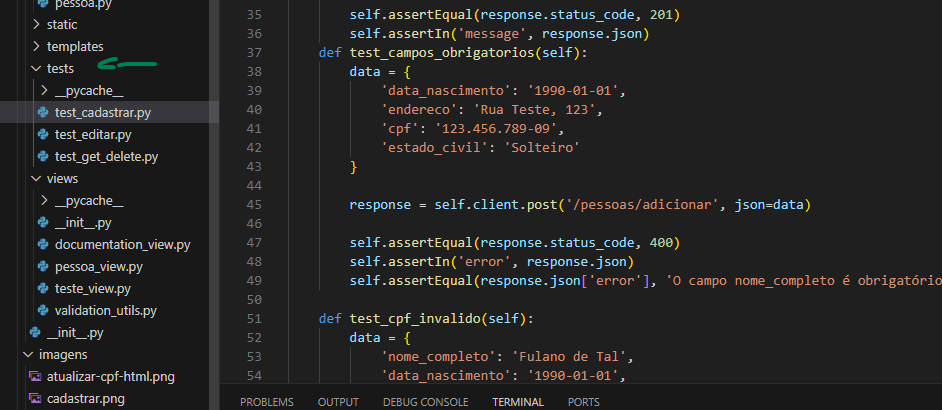 pessoa.py
static
templates
tests
__pycache__
test_cadastrar.py
test_editar.py
test_get_delete.py
views
__pycache__
__init__.py
documentation_view.py
pessoa_view.py
teste_view.py
validation_utils.py
__init__.py
imagens
atualizar-cpf-html.png
cadastrar.png
35 self.assertEqual(response.status_code, 201)
36 self.assertIn('message', response.json)
37 def test_campos_obrigatorios(self):
38 data = {
39 'data_nascimento': '1990-01-01',
40 'endereco': 'Rua Teste, 123',
41 'cpf': '123.456.789-09',
42 'estado_civil': 'Solteiro'
43 }
44
45 response = self.client.post('/pessoas/adicionar', json=data)
46
47 self.assertEqual(response.status_code, 400)
48 self.assertIn('error', response.json)
49 self.assertEqual(response.json['error'], 'O campo nome_completo é obrigatório
50
51 def test_cpf_invalido(self):
52 data = {
53 'nome_completo': 'Fulano de Tal',
54 'data_nascimento': '1990-01-01',
PROBLEMS OUTPUT DEBUG CONSOLE TERMINAL PORTS